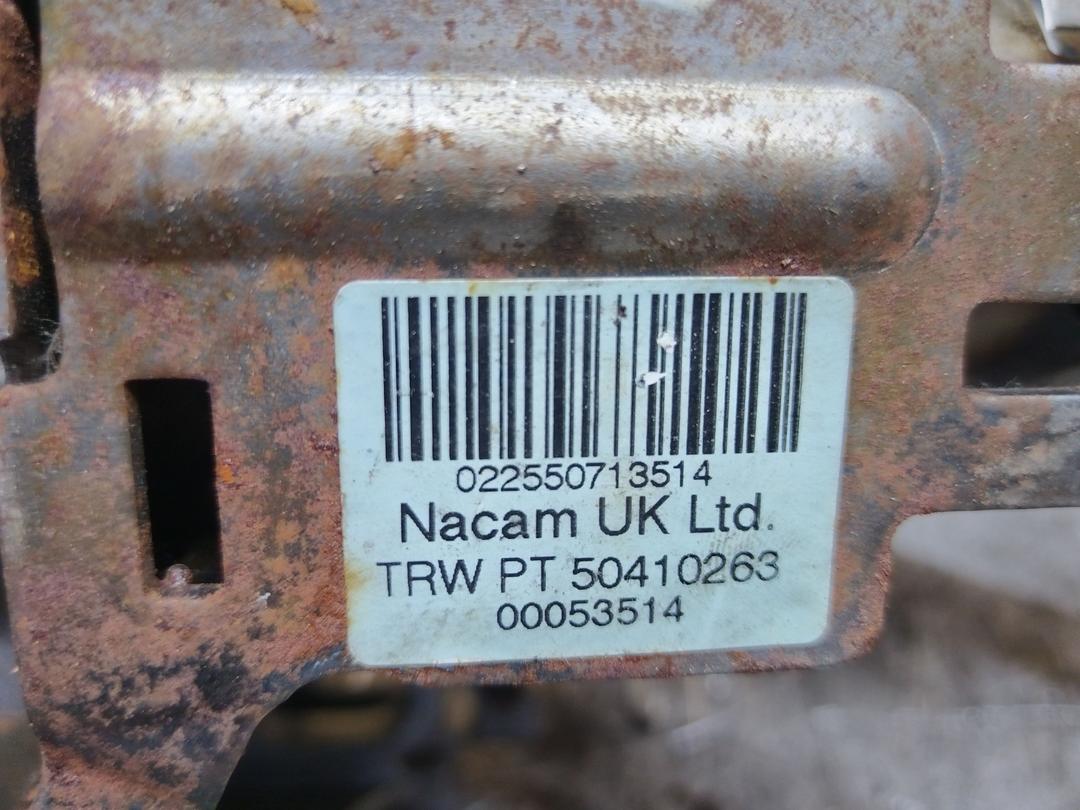 022550713514
Nacam UK Ltd.
TRW PT 50410263
00053514